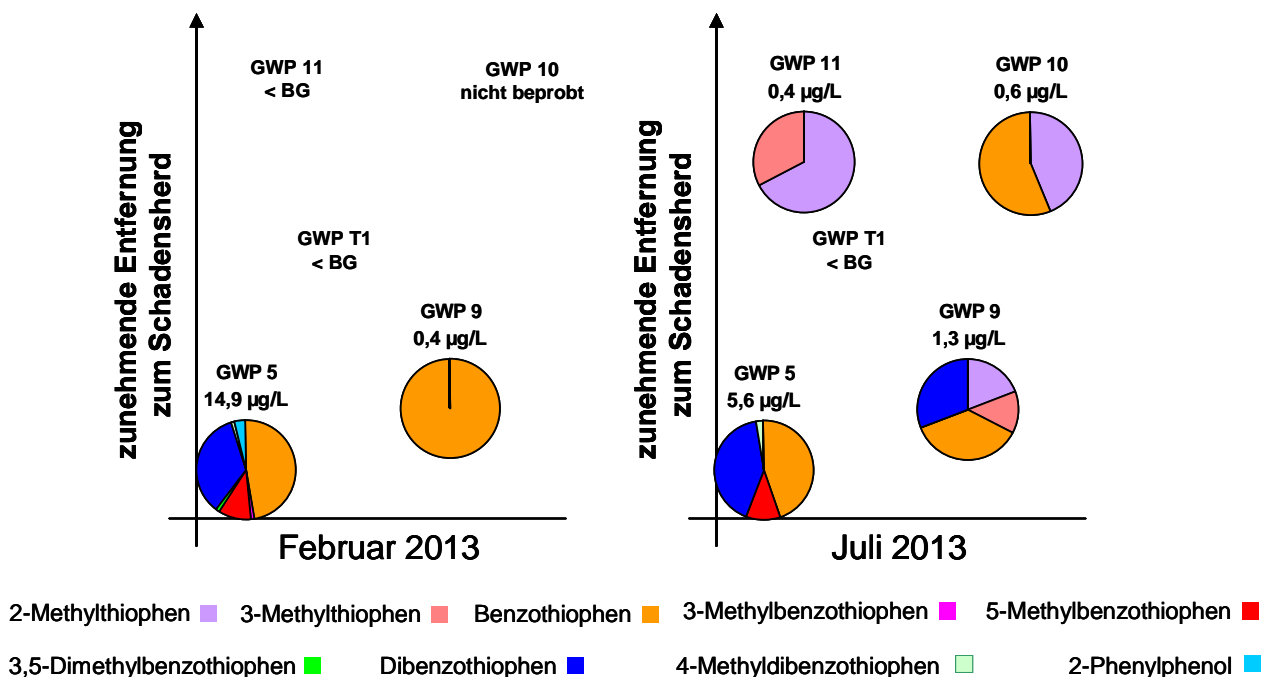 zunehmende Entfernung
zum Schadensherd
GWP 11
< BG
GWP 10
nicht beprobt
GWP T1
< BG
GWP 9
0,4 µg/L
GWP 5
14,9 µg/L
Februar 2013
zunehmende Entfernung
zum Schadensherd
GWP 11
0,4 µg/L
GWP 10
0,6 µg/L
GWP T1
< BG
GWP 9
1,3 µg/L
GWP 5
5,6 µg/L
Juli 2013
2-Methylthiophen 3-Methylthiophen Benzothiophen 3-Methylbenzothiophen 5-Methylbenzothiophen
3,5-Dimethylbenzothiophen Dibenzothiophen 4-Methyldibenzothiophen 2-Phenylphenol